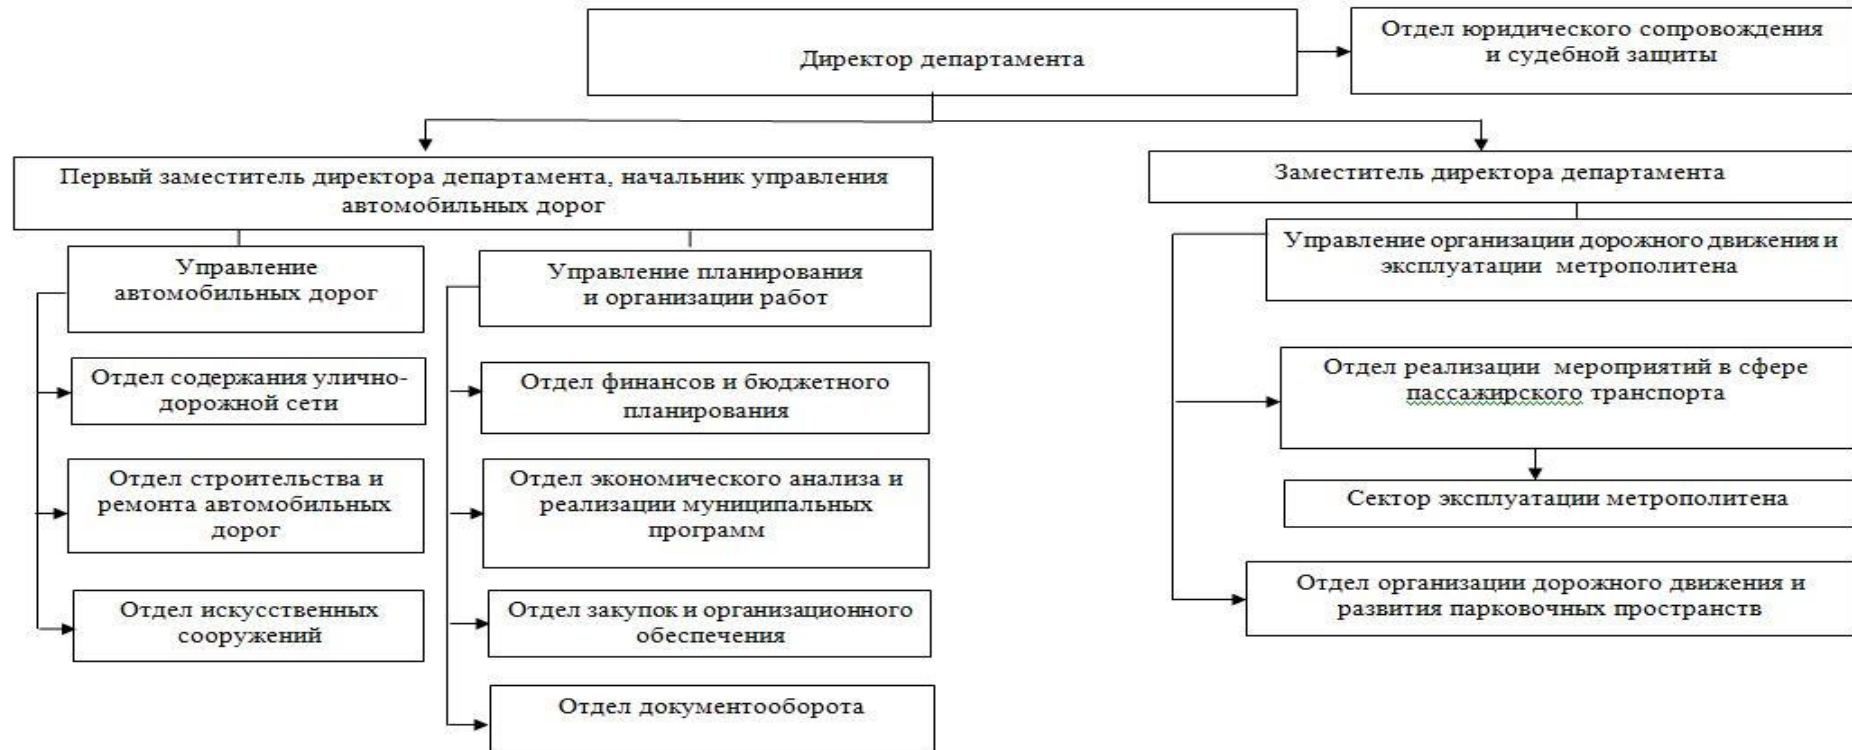 Директор департамента
Отдел юридического сопровождения
и судебной защиты
Первый заместитель директора департамента, начальник управления
автомобильных дорог
Заместитель директора департамента
Управление
автомобильных дорог
Отдел содержания улично-
дорожной сети
Отдел строительства и
ремонта автомобильных
дорог
Отдел искусственных
сооружений
Управление планирования
и организации работ
Отдел финансов и бюджетного
планирования
Отдел экономического анализа и
реализации муниципальных
программ
Отдел закупок и организационного
обеспечения
Отдел документооборота
Управление организации дорожного движения и
эксплуатации метрополитена
Отдел реализации мероприятий в сфере
пассажирского транспорта
Сектор эксплуатации метрополитена
Отдел организации дорожного движения и
развития парковочных пространств